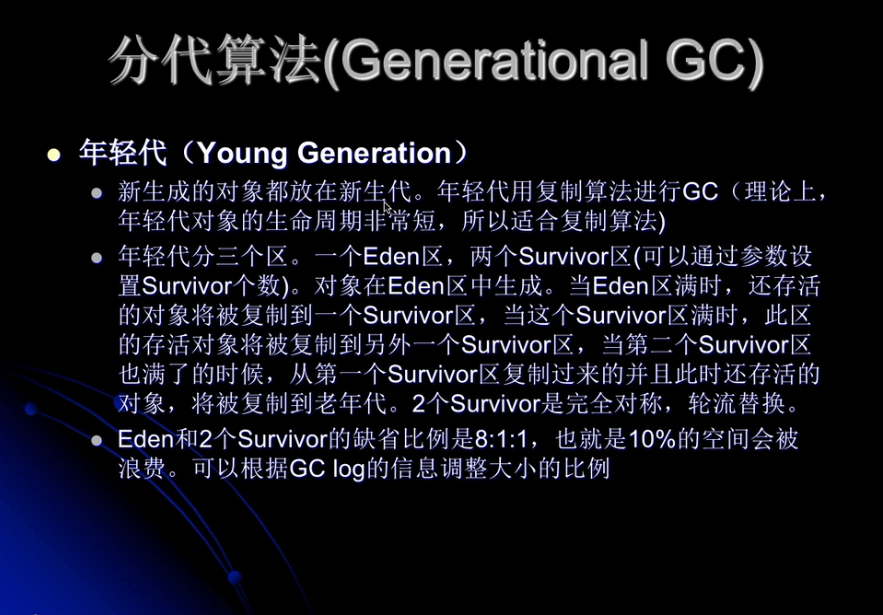 分代算法(Generational GC)
年轻代（Young Generation）
新生成的对象都放在新生代。年轻代用复制算法进行GC（理论上，
年轻代对象的生命周期非常短，所以适合复制算法)
年轻代分三个区。一个Eden区，两个Survivor区(可以通过参数设
置Survivor个数)。对象在Eden区中生成。当Eden区满时，还存活
的对象将被复制到一个Survivor区，当这个Survivor区满时，此区
的存活对象将被复制到另外一个Survivor区，当第二个Survivor区
也满了的时候，从第一个Survivor区复制过来的并且此时还存活的
对象，将被复制到老年代。2个Survivor是完全对称，轮流替换。
Eden和2个Survivor的缺省比例是8:1:1，也就是10%的空间会被
浪费。可以根据GC log的信息调整大小的比例